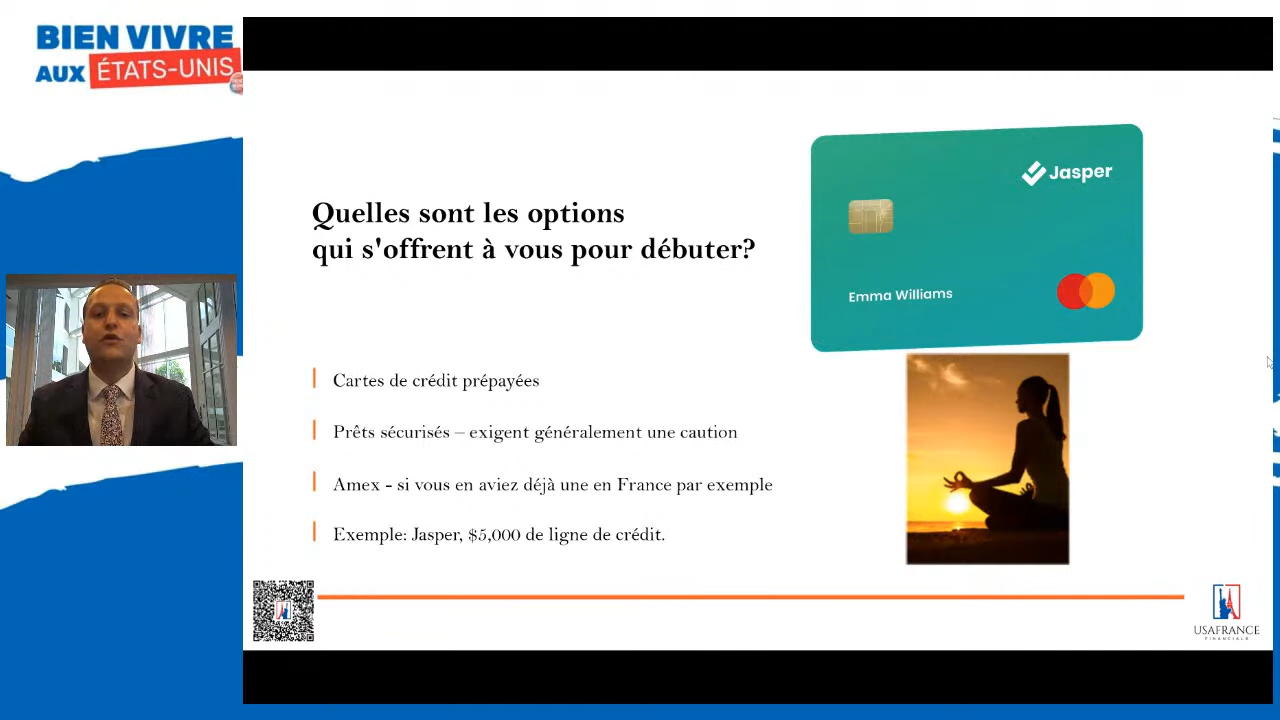 BIEN VIVRE
AUX ÉTATS-UNIS
Jasper
Emma Williams
Quelles sont les options
qui s'offrent à vous pour débuter?
Cartes de crédit prépayées
Prêts sécurisés – exigent généralement une caution
Amex - si vous en aviez déjà une en France par exemple
Exemple: Jasper, $5,000 de ligne de crédit.
USAFRANCE
FINANCIALS